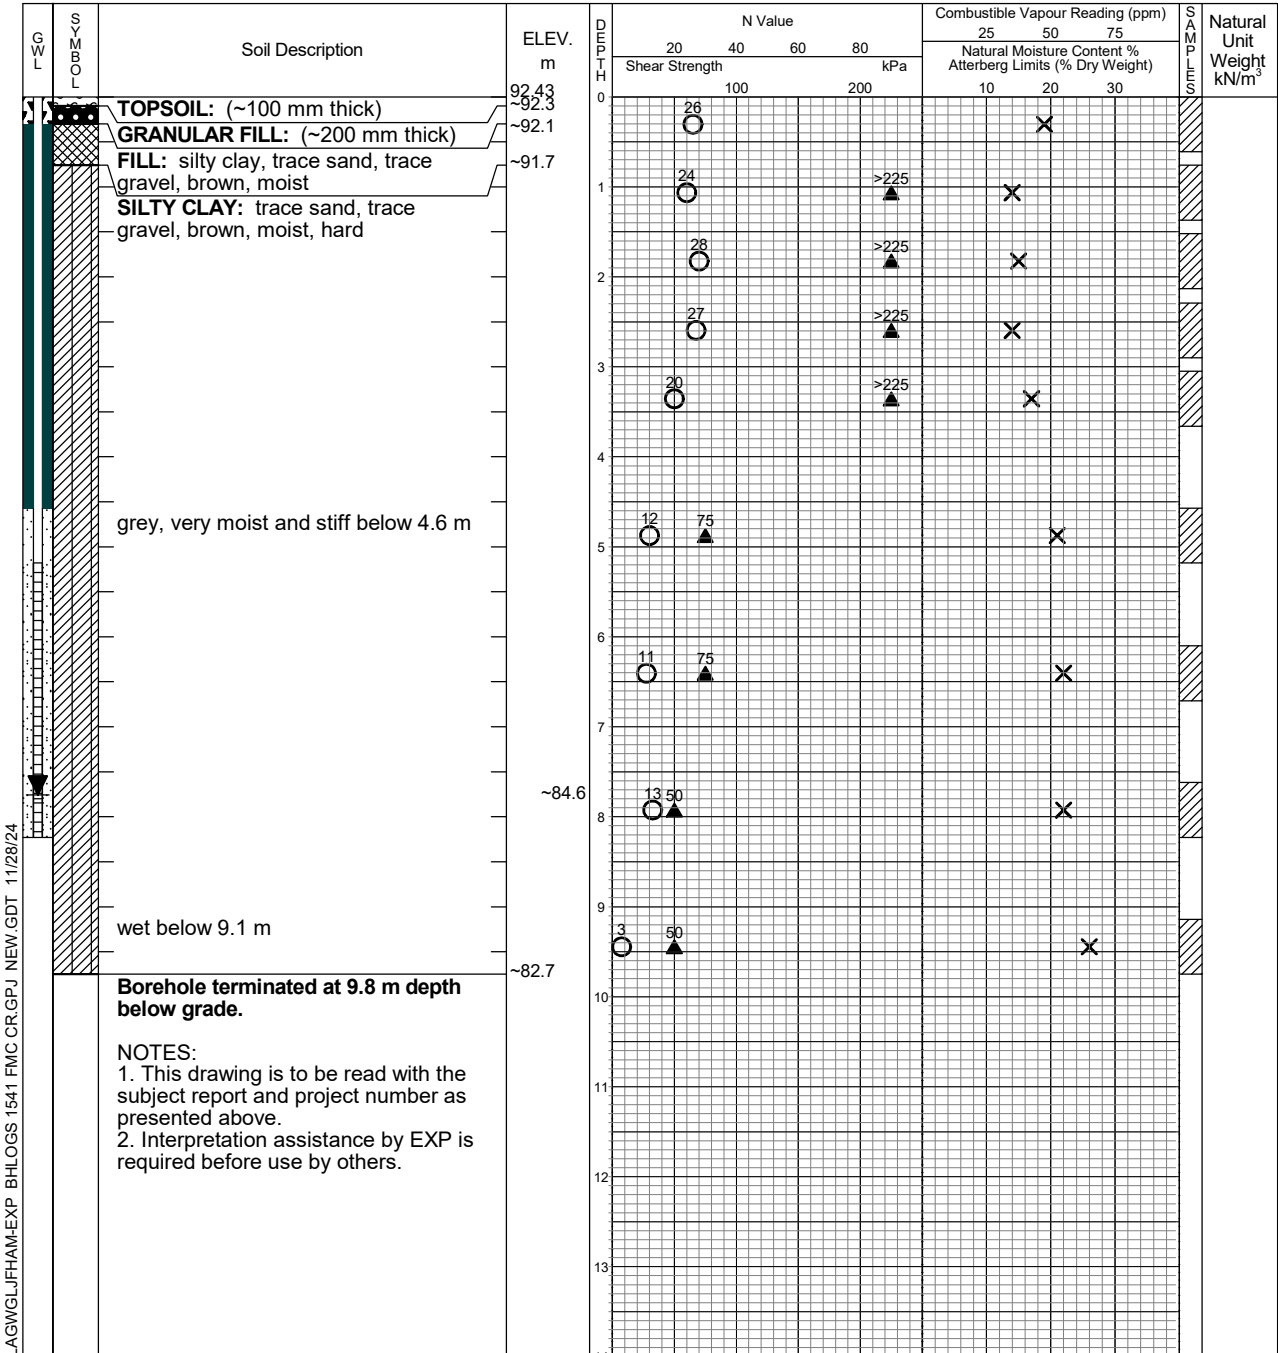 GWL
SYMBOL
Soil Description
ELEV.
m
DEPTH
N Value
20 40 60 80
Shear Strength kPa
100 200
Combustible Vapour Reading (ppm)
25 50 75
Natural Moisture Content %
Atterberg Limits (% Dry Weight)
10 20 30
SAMPLES
Natural
Unit
Weight
kN/m³
92.43
0
TOPSOIL: (~100 mm thick)
~92.3
26
GRANULAR FILL: (~200 mm thick)
~92.1
FILL: silty clay, trace sand, trace
gravel, brown, moist
~91.7
24
>225
1
SILTY CLAY: trace sand, trace
gravel, brown, moist, hard
28
>225
2
27
>225
3
20
>225
4
grey, very moist and stiff below 4.6 m
12
75
5
6
11
75
7
~84.6
13
50
8
9
wet below 9.1 m
3
50
~82.7
Borehole terminated at 9.8 m depth
below grade.
10
NOTES:
1. This drawing is to be read with the
subject report and project number as
presented above.
2. Interpretation assistance by EXP is
required before use by others.
11
12
13
AGWGLJFHAM-EXP BHLOGS 1541 FMC CR.GPJ NEW.GDT 11/28/24